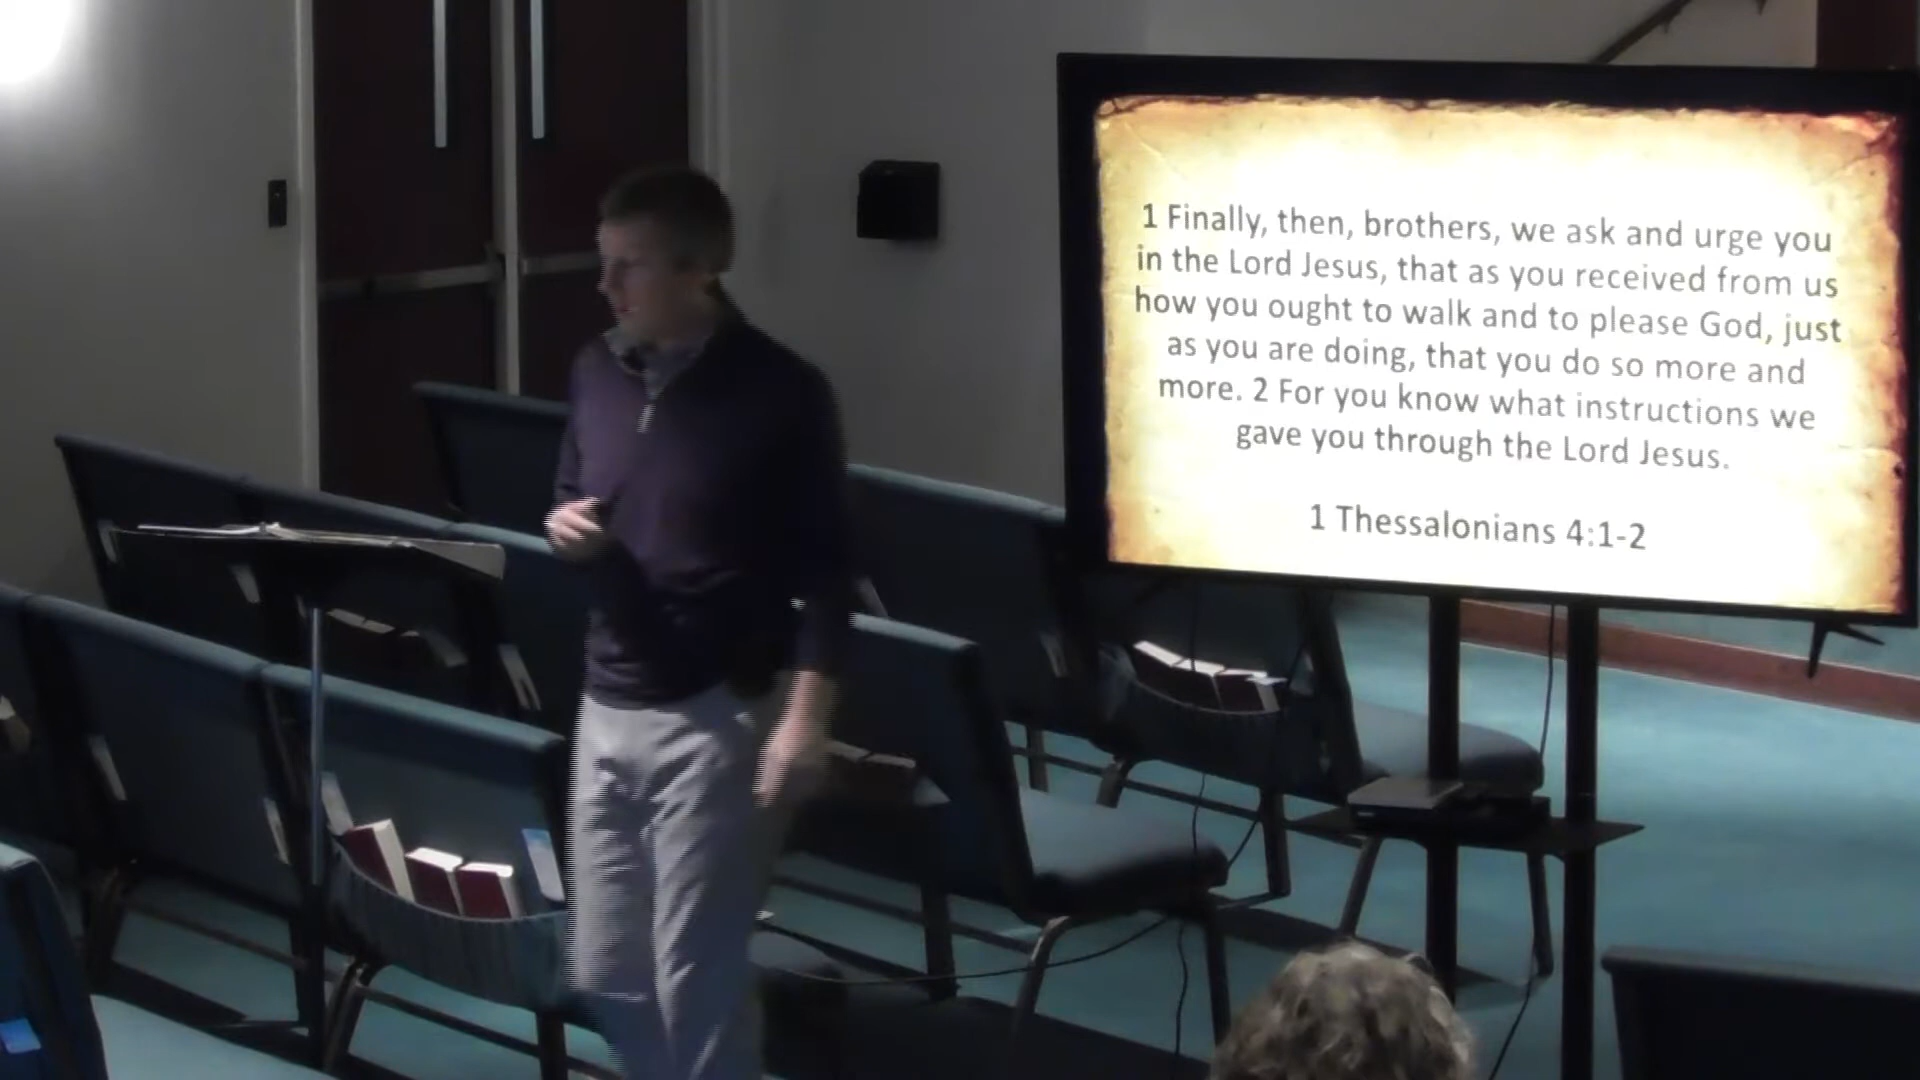 1 Finally, then, brothers, we ask and urge you
in the Lord Jesus, that as you received from us
how you ought to walk and to please God, just
as you are doing, that you do so more and
more. 2 For you know what instructions we
gave you through the Lord Jesus.
1 Thessalonians 4:1-2